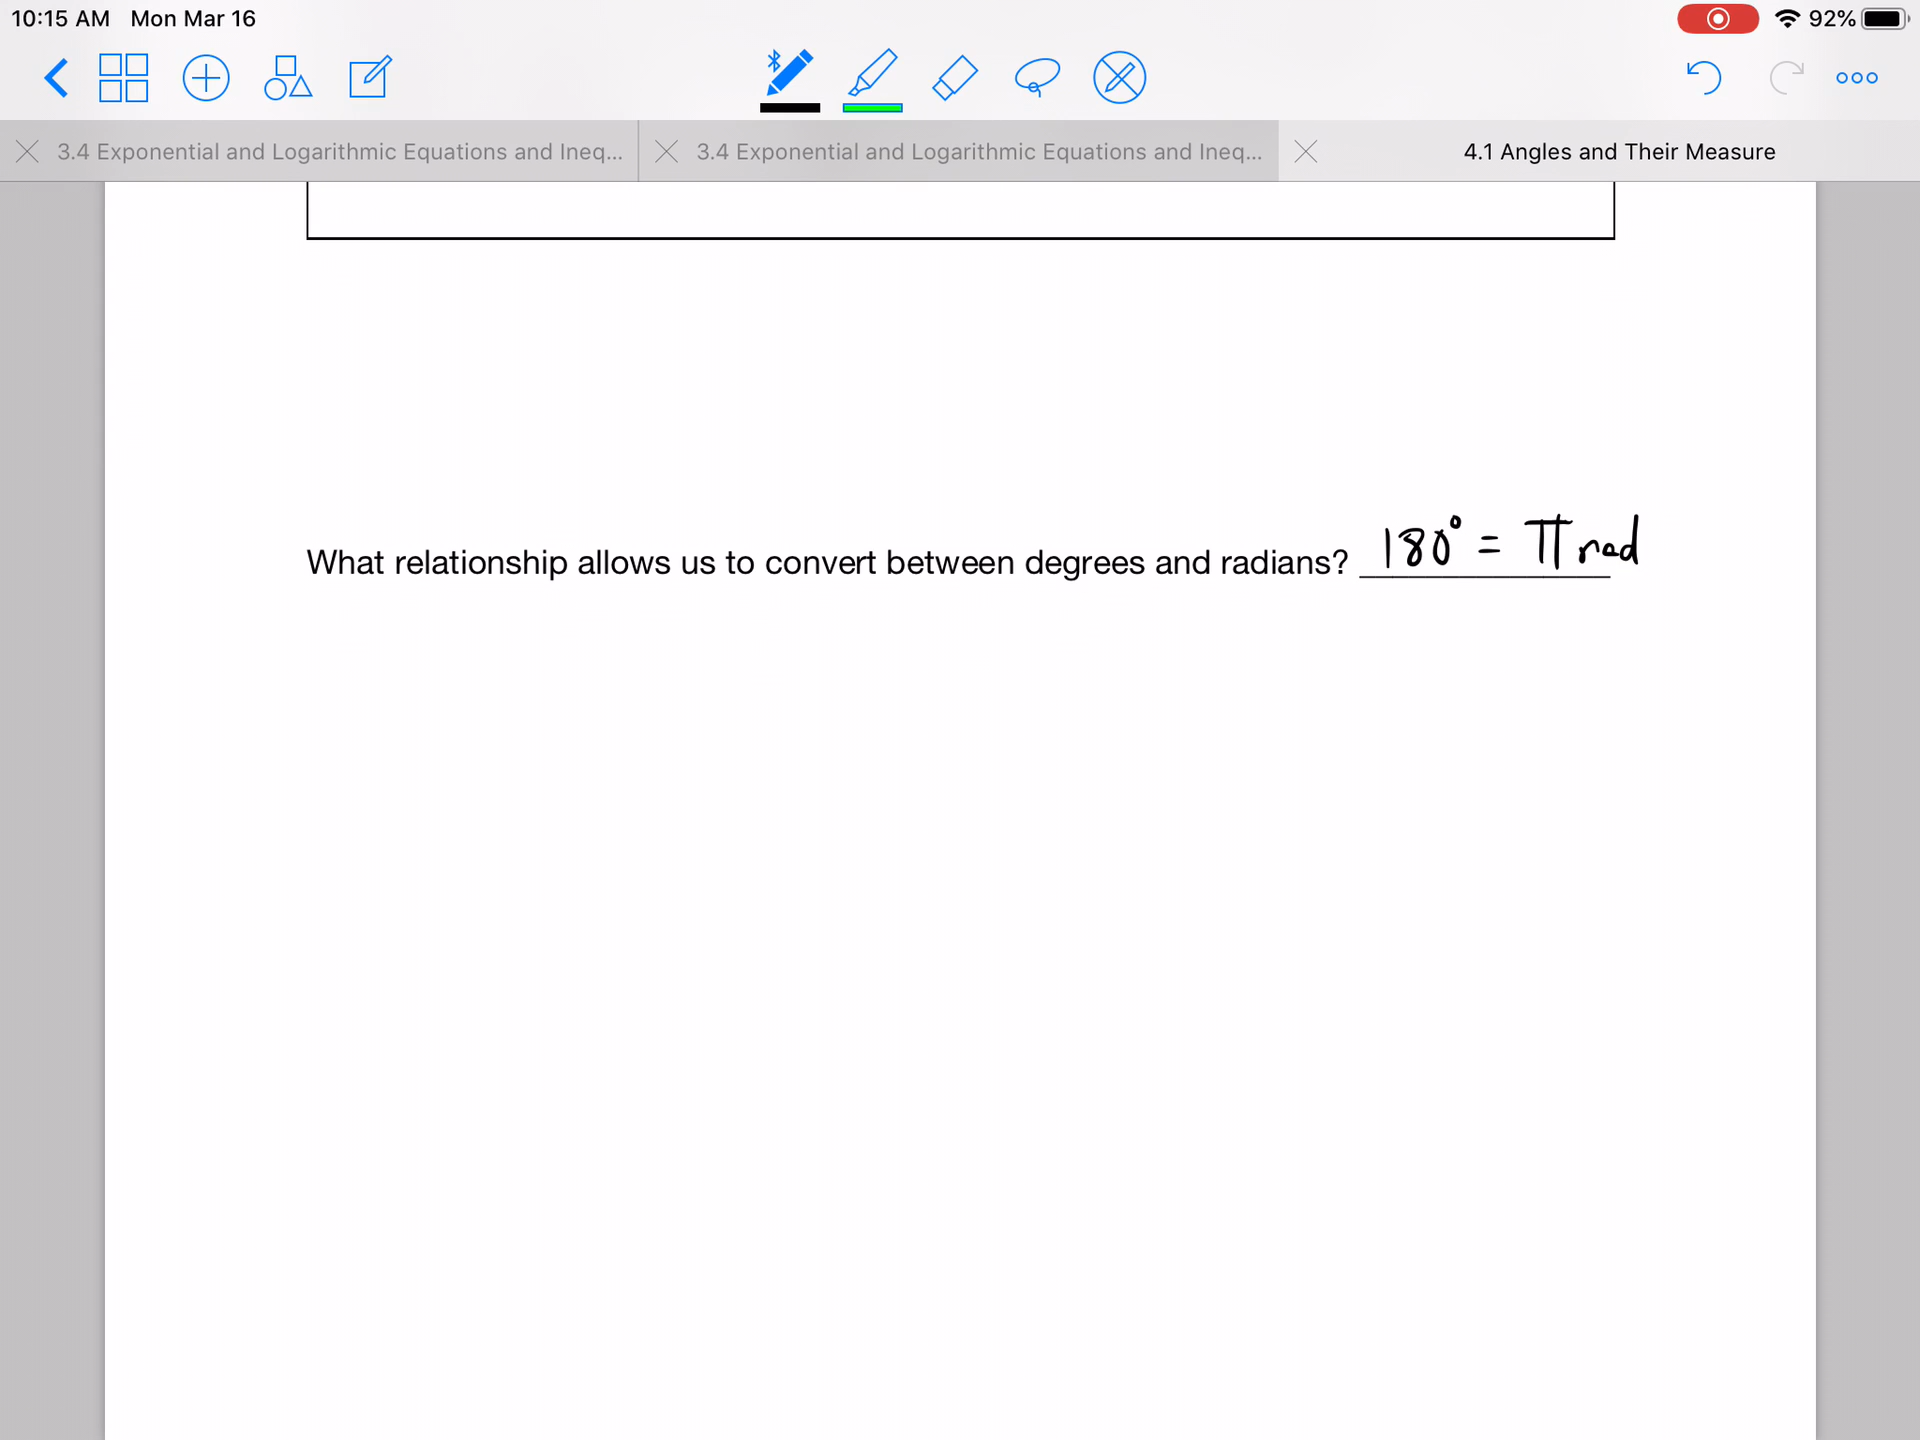 10:15 AM Mon Mar 16 92%
3.4 Exponential and Logarithmic Equations and Ineq... 3.4 Exponential and Logarithmic Equations and Ineq... 4.1 Angles and Their Measure
What relationship allows us to convert between degrees and radians? 180° = π rad